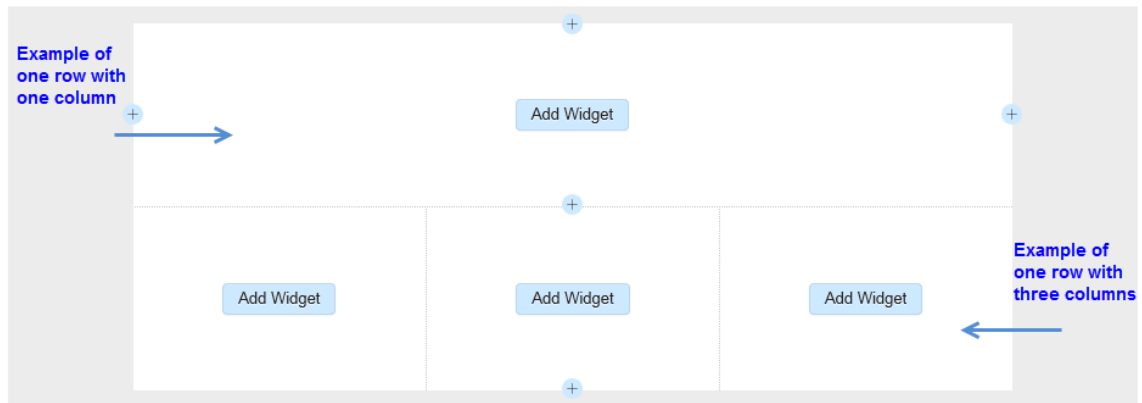 Example of
one row with
one column
Add Widget
Add Widget
Add Widget
Add Widget
Example of
one row with
three columns